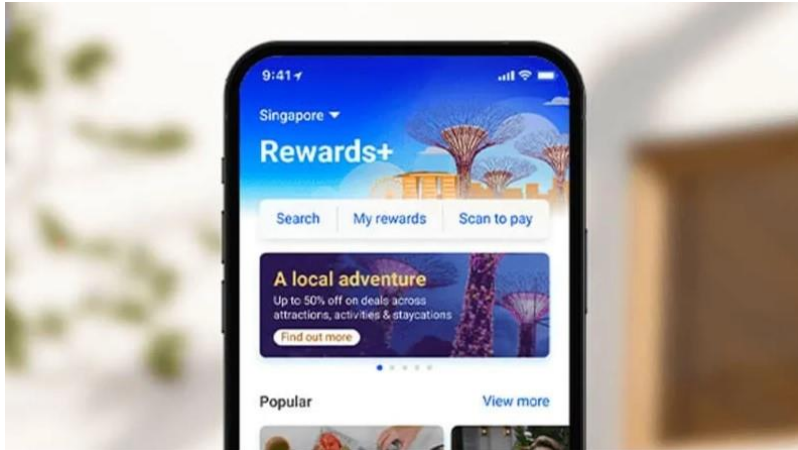 9:41
Singapore
Rewards+
Search
My rewards
Scan to pay
A local adventure
Up to 50% off on deals across
attractions, activities & staycations
Find out more
Popular
View more